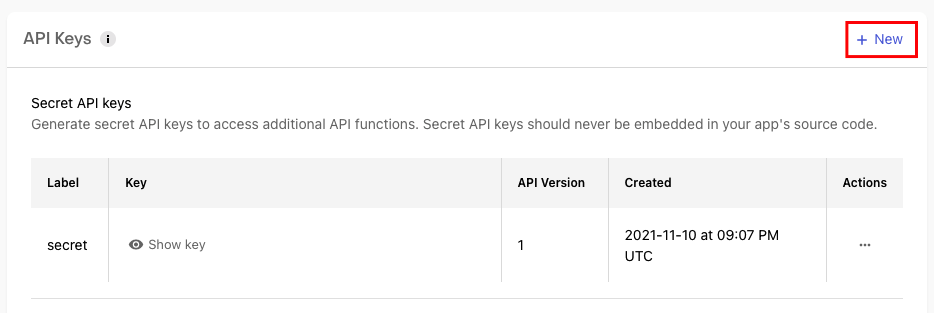 API Keys i
+ New
Secret API keys
Generate secret API keys to access additional API functions. Secret API keys should never be embedded in your app's source code.
Label Key API Version Created Actions
secret Show key 1 2021-11-10 at 09:07 PM
UTC